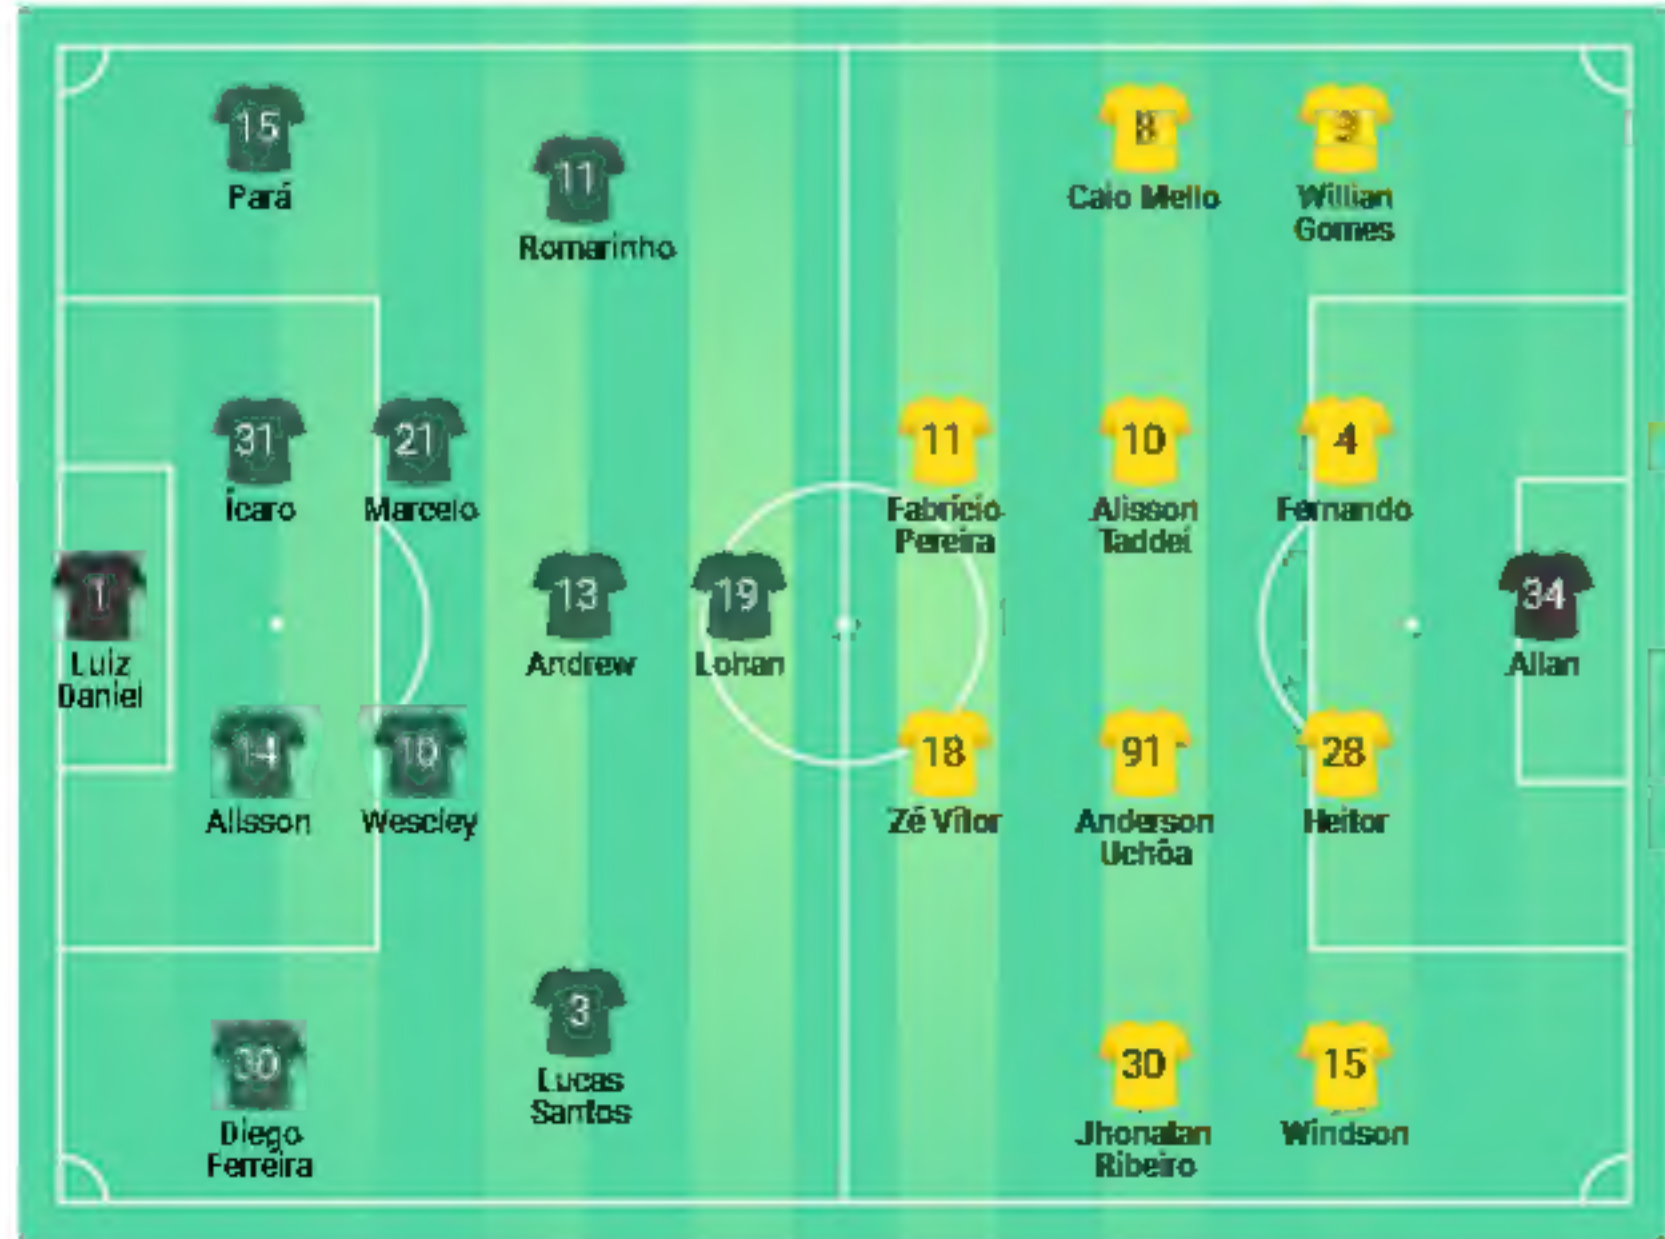 15
Pará
11
Romarinho
8
Caio Mello
Willian
Gomes
31
Ícaro
21
Marcelo
11
Fabrício
Pereira
10
Alisson
Taddei
4
Fernando
1
Luiz
Daniel
13
Andrew
19
Lohan
34
Allan
14
Alisson
10
Wescley
18
Zé Vitor
91
Anderson
Uchôa
28
Heitor
30
Diego
Ferreira
3
Lucas
Santos
30
Jhonatan
Ribeiro
15
Windson